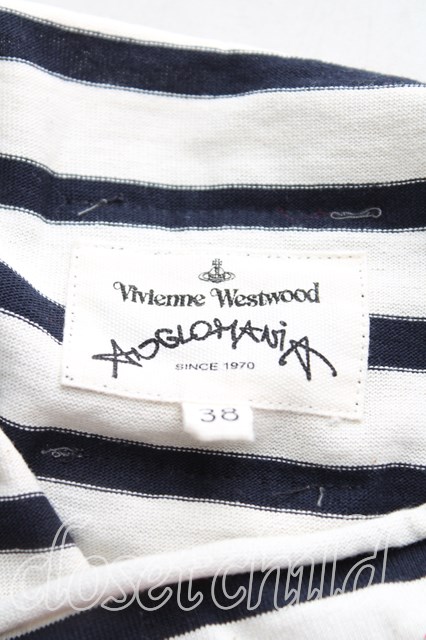 Vivienne Westwood
ANGLOMANIA
SINCE 1970
38
closet child